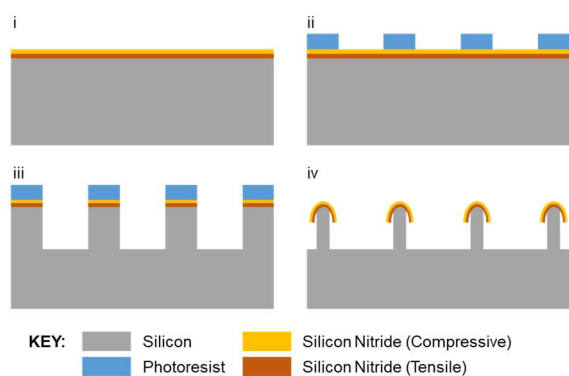 i
ii
iii
iv
KEY:
Silicon
Silicon Nitride (Compressive)
Photoresist
Silicon Nitride (Tensile)